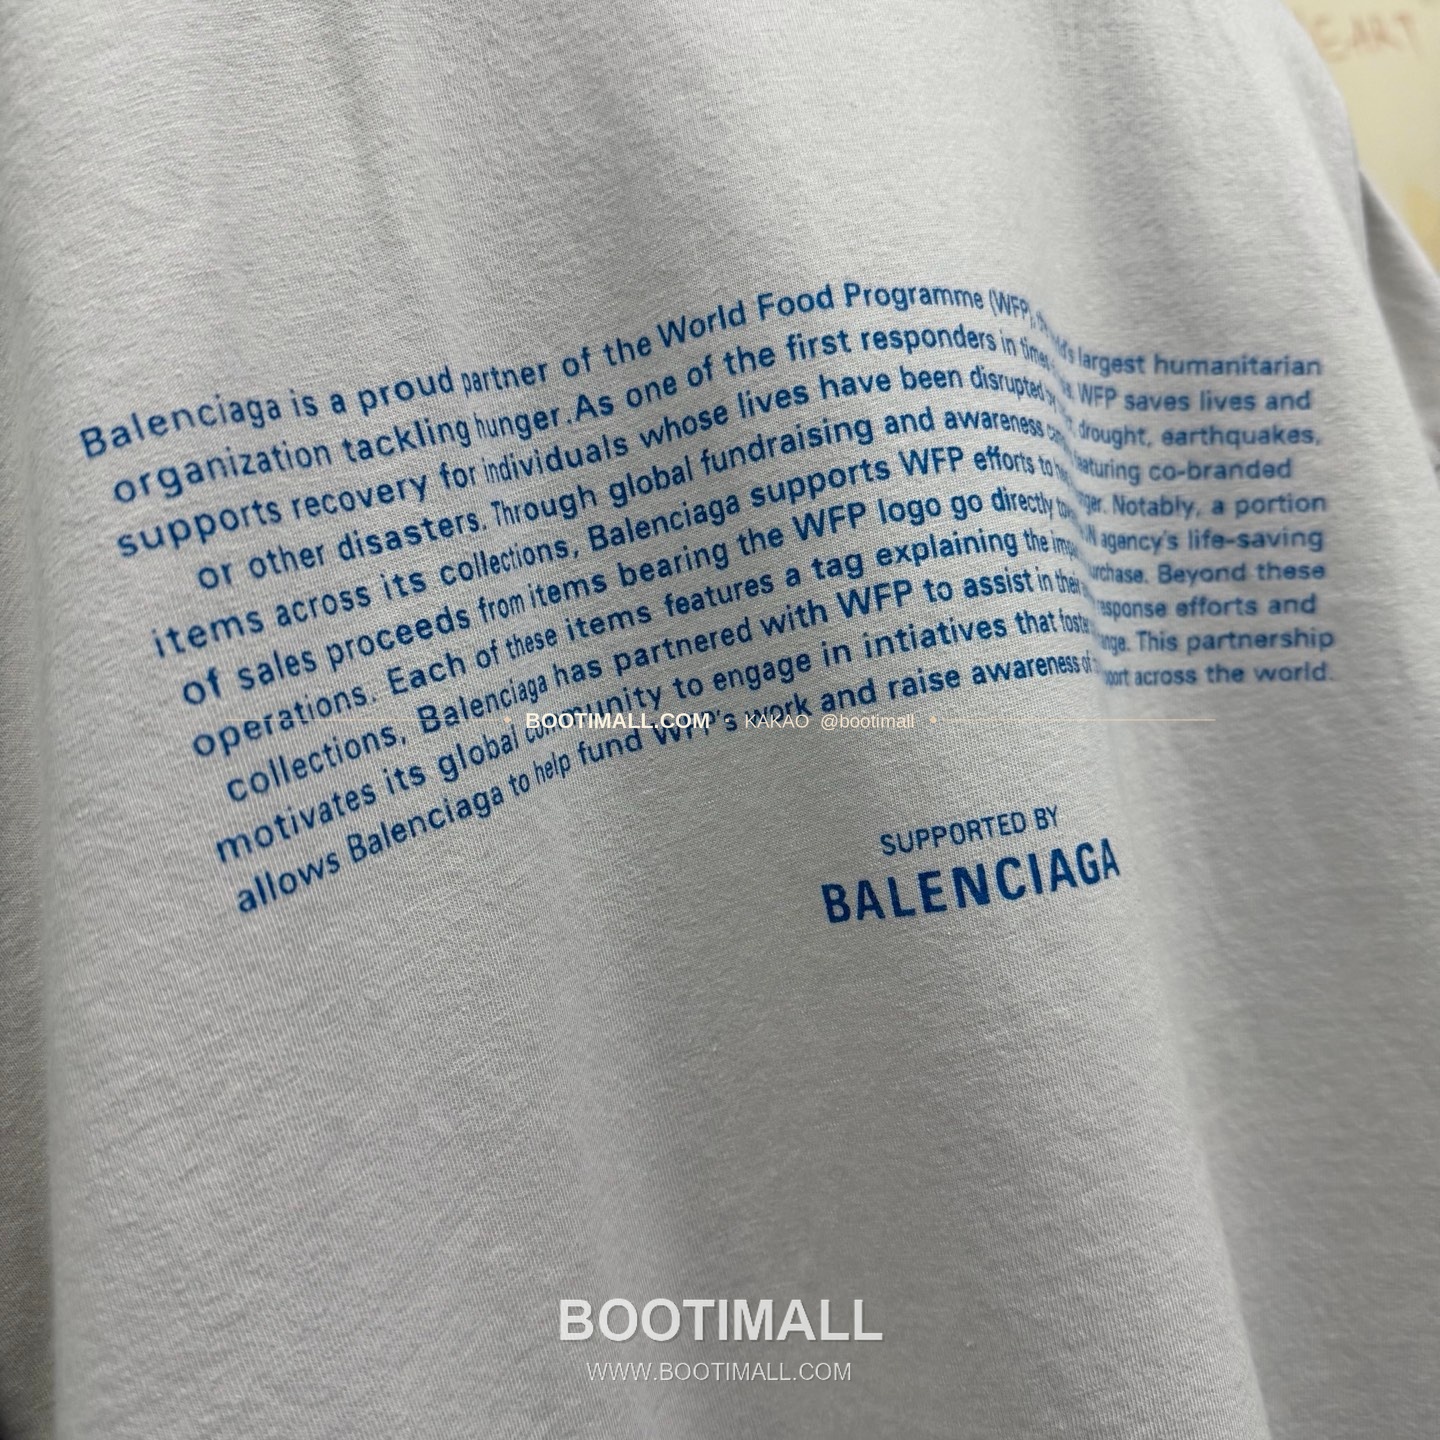 EART
Balenciaga is a proud partner of the World Food Programme (WFP), largest humanitarian
organization tackling hunger.As one of the first responders in times WFP saves lives and
supports recovery for individuals whose lives have been disrupted drought, earthquakes,
or other disasters. Through global fundraising and awareness co-branded
items across its collections, Balenciaga supports WFP efforts to Notably, a portion
of sales proceeds from items bearing the WFP logo go directly agency's life-saving
operations. Each of these items features a tag explaining the Beyond these
collections, Balenciaga has partnered with WFP to assist in their efforts and
motivates its global community to engage in intiatives that This partnership
allows Balenciaga to help fund WFP's work and raise awareness of across the world.
BOOTIMALL.COM • KAKAO @bootimall •
SUPPORTED BY
BALENCIAGA
BOOTIMALL
WWW.BOOTIMALL.COM